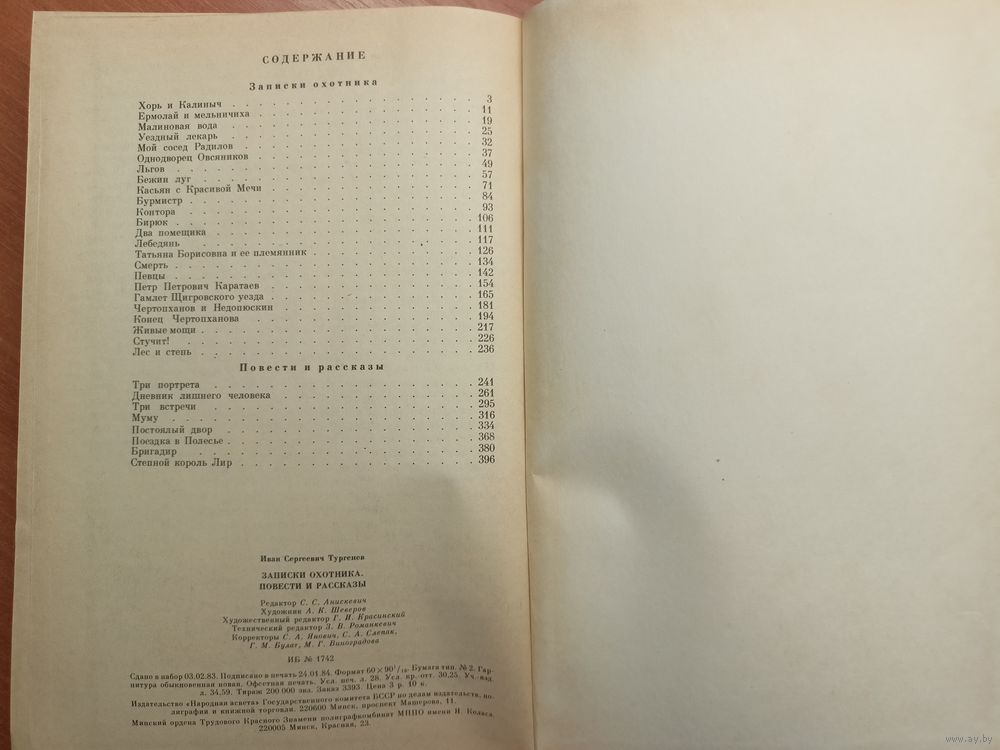 СОДЕРЖАНИЕ
Записки охотника
Хорь и Калиныч . . . . . . . . . . 3
Ермолай и мельничиха . . . . . . . . . . 11
Малиновая вода . . . . . . . . . . 19
Уездный лекарь . . . . . . . . . . 25
Мой сосед Радилов . . . . . . . . . . 32
Однодворец Овсяников . . . . . . . . . . 37
Льгов . . . . . . . . . . 49
Бежин луг . . . . . . . . . . 57
Касьян с Красивой Мечи . . . . . . . . . . 71
Бурмистр . . . . . . . . . . 84
Контора . . . . . . . . . . 93
Бирюк . . . . . . . . . . 106
Два помещика . . . . . . . . . . 111
Лебедянь . . . . . . . . . . 117
Татьяна Борисовна и ее племянник . . . . . . . . . . 126
Смерть . . . . . . . . . . 134
Певцы . . . . . . . . . . 142
Петр Петрович Каратаев . . . . . . . . . . 154
Гамлет Щигровского уезда . . . . . . . . . . 165
Чертопханов и Недопюскин . . . . . . . . . . 181
Конец Чертопханова . . . . . . . . . . 194
Живые мощи . . . . . . . . . . 217
Стучит! . . . . . . . . . . 226
Лес и степь . . . . . . . . . . 236
Повести и рассказы
Три портрета . . . . . . . . . . 241
Дневник лишнего человека . . . . . . . . . . 261
Три встречи . . . . . . . . . . 295
Муму . . . . . . . . . . 316
Постоялый двор . . . . . . . . . . 334
Поездка в Полесье . . . . . . . . . . 368
Бригадир . . . . . . . . . . 380
Степной король Лир . . . . . . . . . . 396
Иван Сергеевич Тургенев
ЗАПИСКИ ОХОТНИКА.
ПОВЕСТИ И РАССКАЗЫ
Редактор С. С. Анискевич
Художник А. К. Шеверов
Художественный редактор Г. И. Красинский
Технический редактор З. В. Романкевич
Корректоры С. А. Янович, С. А. Слепак,
Г. М. Булаг, М. Г. Виноградова
ИБ № 1742
Сдано в набор 03.02.83. Подписано в печать 24.01.84. Формат 60×90¹/₁₆. Бумага тип. № 2. Гар-
нитура обыкновенная новая. Офсетная печать. Усл. печ. л. 28. Усл. кр.-отт. 30,25. Уч.-изд.
л. 34,59. Тираж 200 000 экз. Заказ 3393. Цена 3 р. 10 к.
Издательство «Народная асвета» Государственного комитета БССР по делам издательств, по-
лиграфии и книжной торговли. 220600 Минск, проспект Машерова, 11.
Минский ордена Трудового Красного Знамени полиграфкомбинат МППО имени Я. Коласа.
220005 Минск, Красная, 23.
www.ay.by